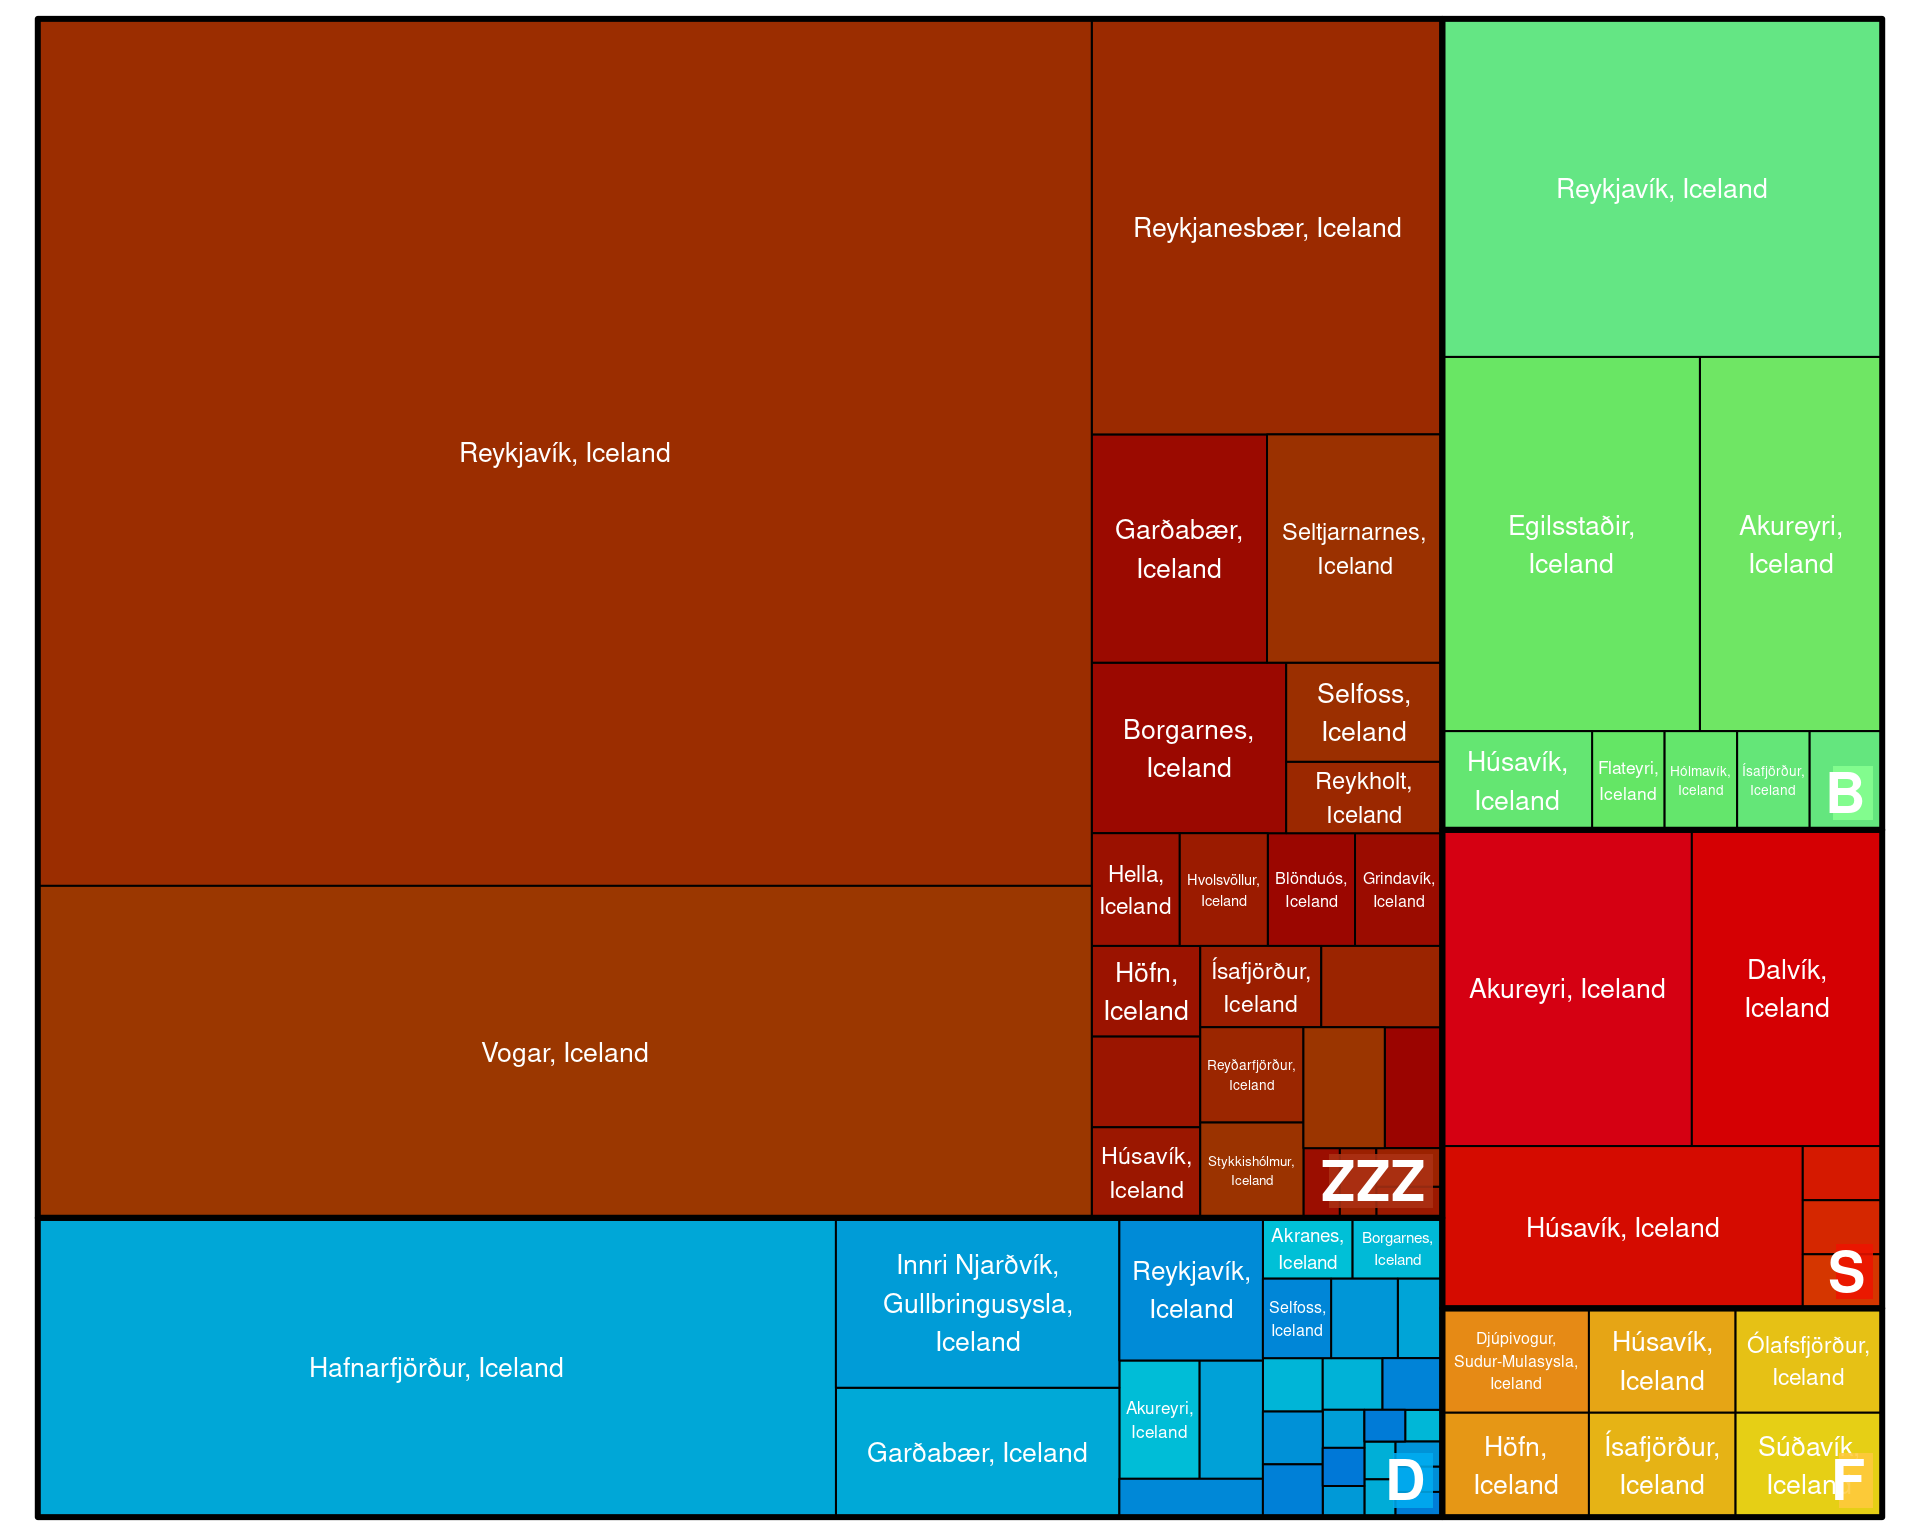 Reykjavík, Iceland
Vogar, Iceland
Reykjanesbær, Iceland
Garðabær,
Iceland
Seltjarnarnes,
Iceland
Borgarnes,
Iceland
Selfoss,
Iceland
Reykholt,
Iceland
Hella,
Iceland
Hvolsvöllur,
Iceland
Blönduós,
Iceland
Grindavík,
Iceland
Höfn,
Iceland
Ísafjörður,
Iceland
Reyðarfjörður,
Iceland
Húsavík,
Iceland
Stykkishólmur,
Iceland
ZZZ
Hafnarfjörður, Iceland
Innri Njarðvík,
Gullbringusysla,
Iceland
Garðabær, Iceland
Reykjavík,
Iceland
Akureyri,
Iceland
Akranes,
Iceland
Borgarnes,
Iceland
Selfoss,
Iceland
D
Reykjavík, Iceland
Egilsstaðir,
Iceland
Akureyri,
Iceland
Húsavík,
Iceland
Flateyri,
Iceland
Hólmavík,
Iceland
Ísafjörður,
Iceland
B
Akureyri, Iceland
Dalvík,
Iceland
Húsavík, Iceland
S
Djúpivogur,
Sudur-Mulasysla,
Iceland
Húsavík,
Iceland
Ólafsfjörður,
Iceland
Höfn,
Iceland
Ísafjörður,
Iceland
Súðavík,
Iceland
F